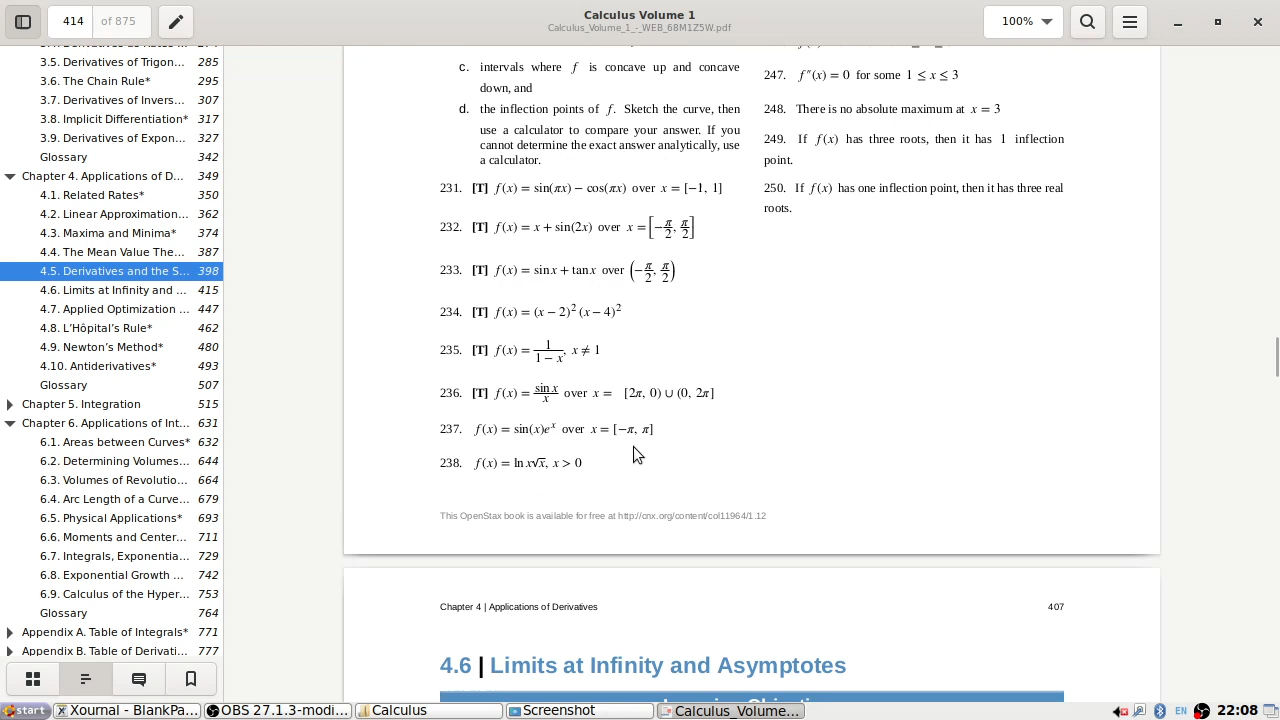 414 of 875
Calculus Volume 1
Calculus_Volume_1_-_WEB_68M1Z5W.pdf
100%
3.5. Derivatives of Trigon... 285
3.6. The Chain Rule* 295
3.7. Derivatives of Invers... 307
3.8. Implicit Differentiation* 317
3.9. Derivatives of Expon... 327
Glossary 342
Chapter 4. Applications of D... 349
4.1. Related Rates* 350
4.2. Linear Approximation... 362
4.3. Maxima and Minima* 374
4.4. The Mean Value The... 387
4.5. Derivatives and the S... 398
4.6. Limits at Infinity and ... 415
4.7. Applied Optimization ... 447
4.8. L'Hôpital's Rule* 462
4.9. Newton's Method* 480
4.10. Antiderivatives* 493
Glossary 507
Chapter 5. Integration 515
Chapter 6. Applications of Int... 631
6.1. Areas between Curves* 632
6.2. Determining Volumes... 644
6.3. Volumes of Revolutio... 664
6.4. Arc Length of a Curve... 679
6.5. Physical Applications* 693
6.6. Moments and Center... 711
6.7. Integrals, Exponentia... 729
6.8. Exponential Growth ... 742
6.9. Calculus of the Hyper... 753
Glossary 764
Appendix A. Table of Integrals* 771
Appendix B. Table of Derivati... 777
c. intervals where f is concave up and concave
down, and
d. the inflection points of f. Sketch the curve, then
use a calculator to compare your answer. If you
cannot determine the exact answer analytically, use
a calculator.
231. [T] f(x) = sin(πx) − cos(πx) over x = [−1, 1]
232. [T] f(x) = x + sin(2x) over x = [−π/2, π/2]
233. [T] f(x) = sin x + tan x over (−π/2, π/2)
234. [T] f(x) = (x − 2)² (x − 4)²
235. [T] f(x) = 1/(1 − x), x ≠ 1
236. [T] f(x) = sin x/x over x = [2π, 0) ∪ (0, 2π]
237. f(x) = sin(x)eˣ over x = [−π, π]
238. f(x) = ln x√x, x > 0
247. f″(x) = 0 for some 1 ≤ x ≤ 3
248. There is no absolute maximum at x = 3
249. If f(x) has three roots, then it has 1 inflection
point.
250. If f(x) has one inflection point, then it has three real
roots.
This OpenStax book is available for free at http://cnx.org/content/col11964/1.12
Chapter 4 | Applications of Derivatives 407
4.6 | Limits at Infinity and Asymptotes
start
Xournal - BlankPa...
OBS 27.1.3-modi...
Calculus
Screenshot
Calculus_Volume...
EN
22:08